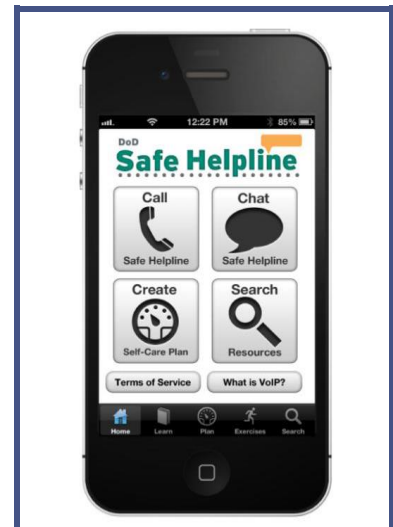 12:22 PM 85%
DoD
Safe Helpline
Call Chat
Safe Helpline Safe Helpline
Create Search
Self-Care Plan Resources
Terms of Service What is VoIP?
Home Learn Plan Exercises Search